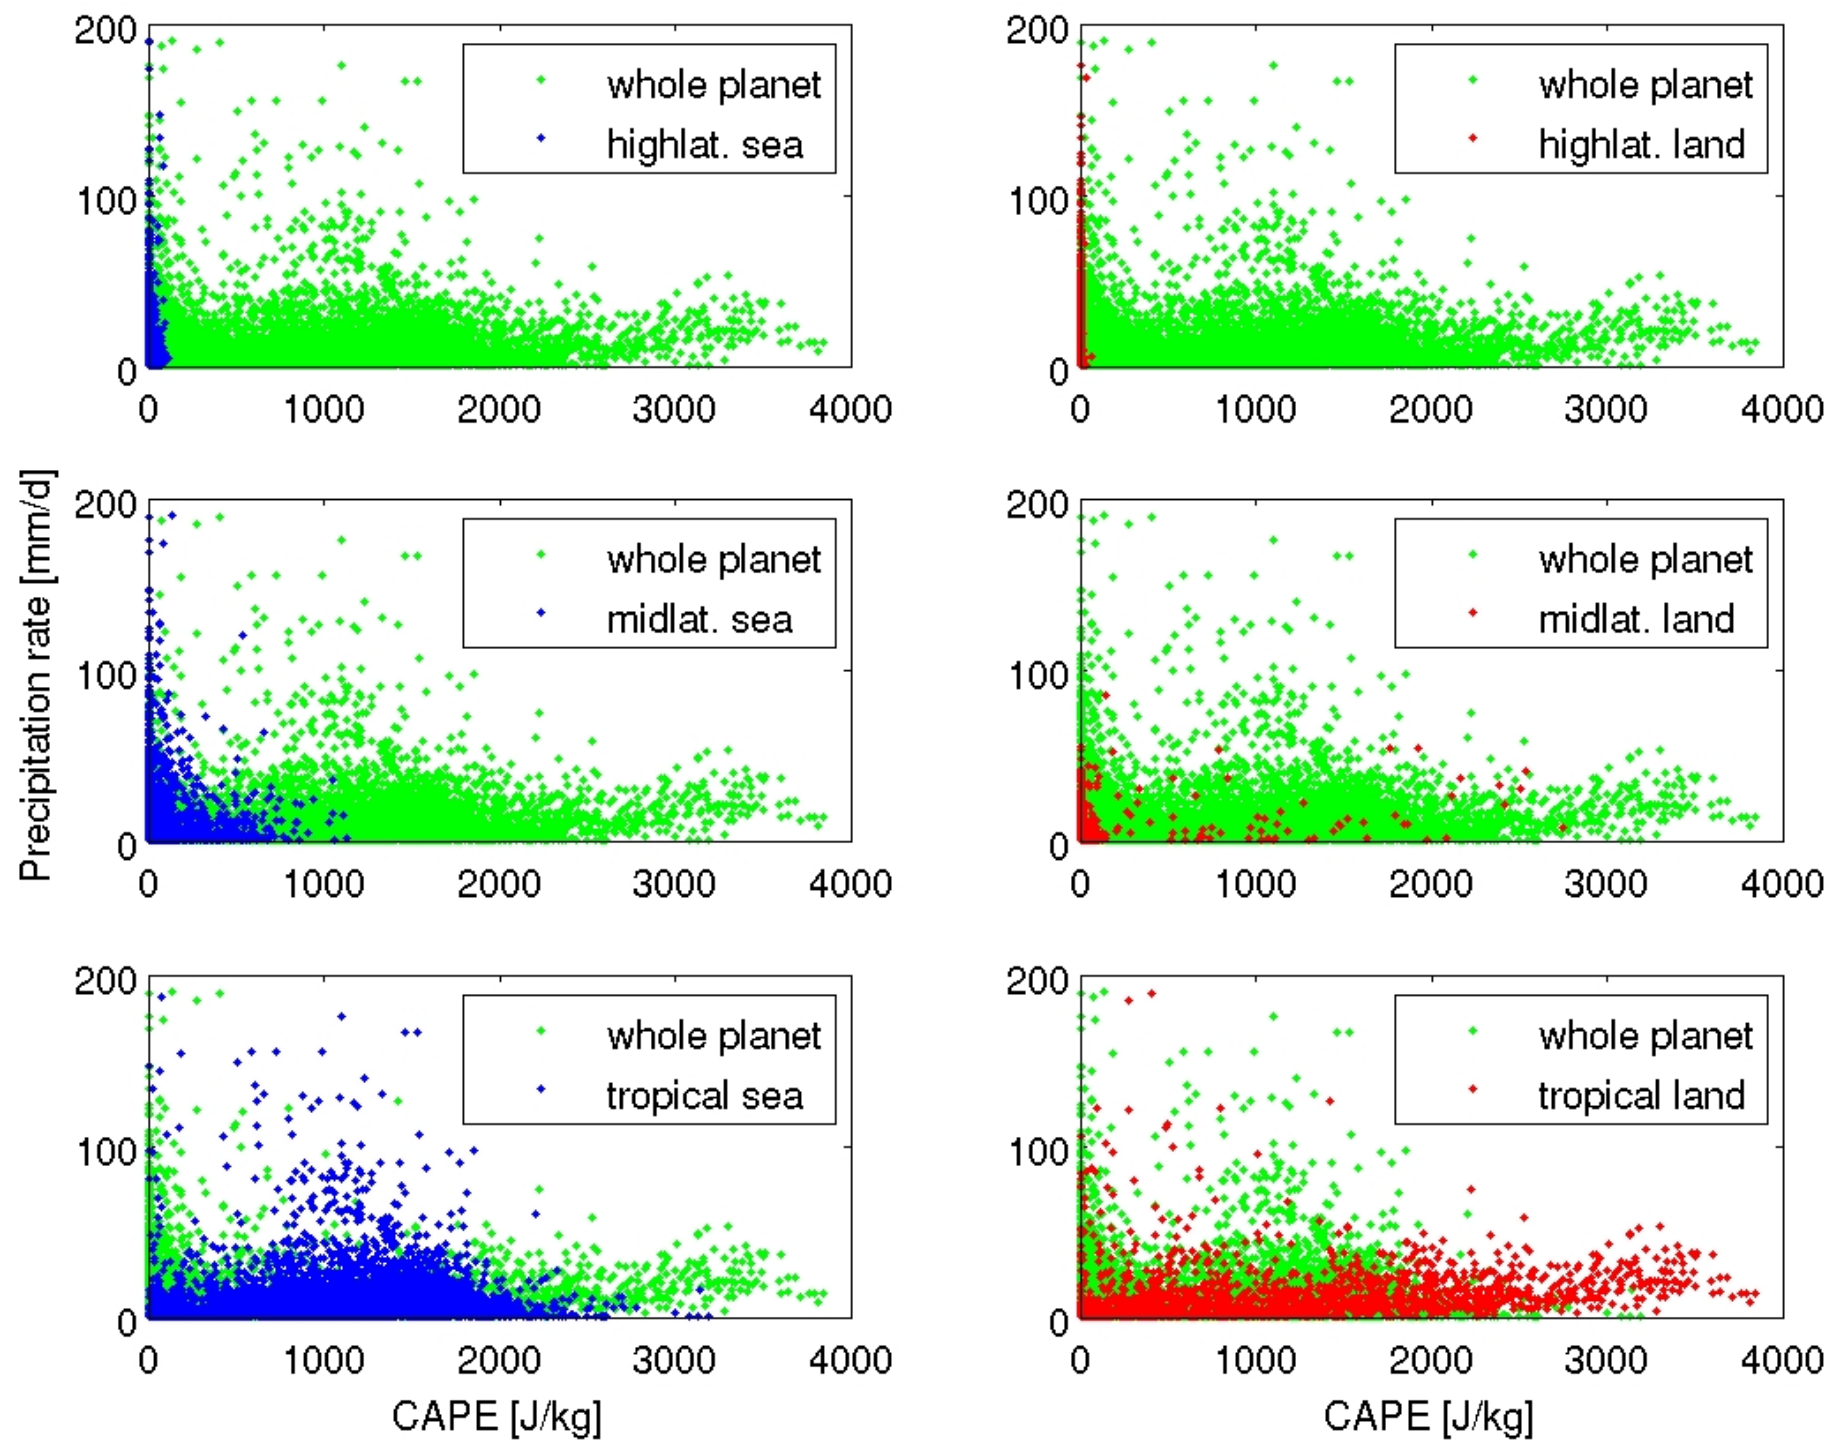 200
100
0
0 1000 2000 3000 4000
whole planet
highlat. sea
200
100
0
0 1000 2000 3000 4000
whole planet
highlat. land
Precipitation rate [mm/d]
200
100
0
0 1000 2000 3000 4000
whole planet
midlat. sea
200
100
0
0 1000 2000 3000 4000
whole planet
midlat. land
200
100
0
0 1000 2000 3000 4000
whole planet
tropical sea
CAPE [J/kg]
200
100
0
0 1000 2000 3000 4000
whole planet
tropical land
CAPE [J/kg]